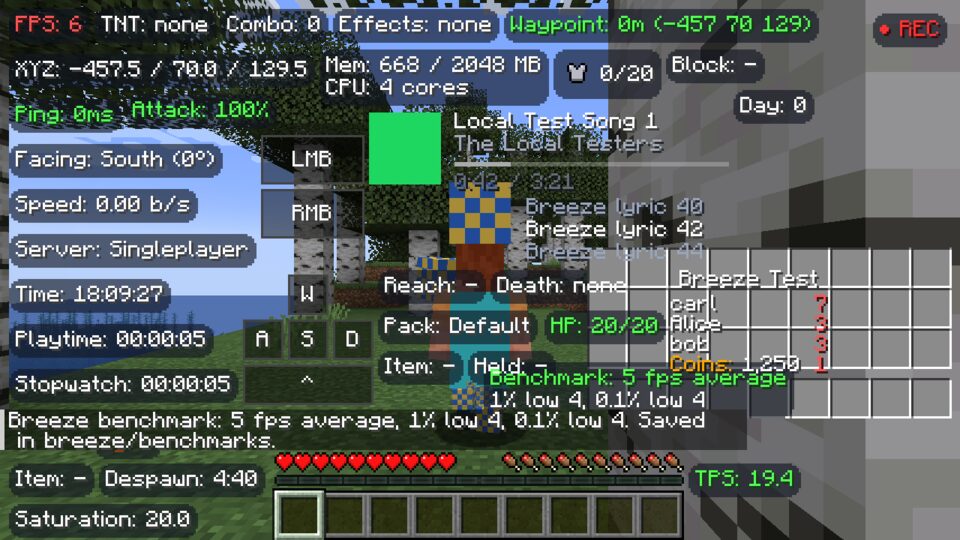 FPS: 6 TNT: none Combo: 0 Effects: none Waypoint: 0m (-457 70 129)
REC
XYZ: -457.5 / 70.0 / 129.5
Mem: 668 / 2048 MB
CPU: 4 cores
0/20
Block: -
Day: 0
Ping: 0ms Attack: 100%
Local Test Song 1
The Local Testers
0:42 / 3:21
Facing: South (0°)
LMB
Speed: 0.00 b/s
RMB
Breeze lyric 40
Breeze lyric 42
Breeze lyric 44
Server: Singleplayer
Time: 18:09:27
W
Reach: - Death: none
Breeze Test
carl 7
Alice 3
bob 3
Coins: 1,250 1
Playtime: 00:00:05
A S D
Pack: Default HP: 20/20
Item: - Held: -
Stopwatch: 00:00:05
^
Benchmark: 5 fps average
1% low 4, 0.1% low 4
Breeze benchmark: 5 fps average, 1% low 4, 0.1% low 4. Saved
in breeze/benchmarks.
Item: - Despawn: 4:40
TPS: 19.4
Saturation: 20.0